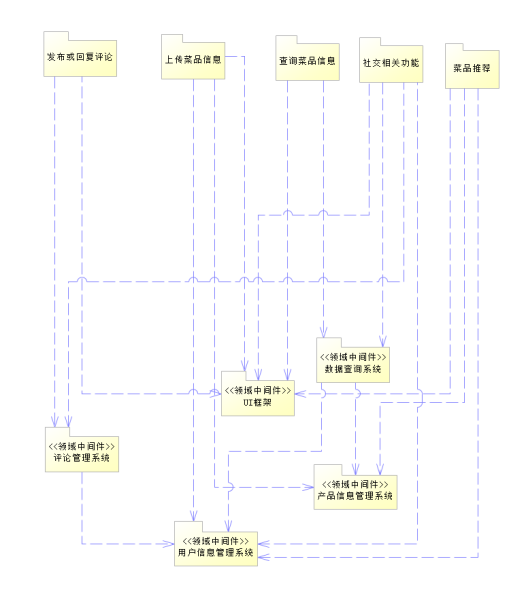 发布或回复评论
上传菜品信息
查询菜品信息
社交相关功能
菜品推荐
<<领域中间件>>
数据查询系统
<<领域中间件>>
UI框架
<<领域中间件>>
评论管理系统
<<领域中间件>>
产品信息管理系统
<<领域中间件>>
用户信息管理系统